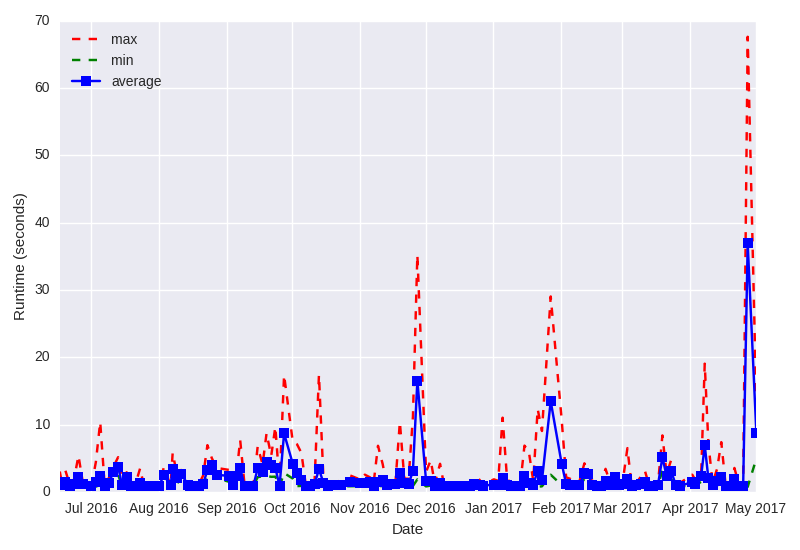 70
60
50
40
30
20
10
0
Runtime (seconds)
max
min
average
Jul 2016 Aug 2016 Sep 2016 Oct 2016 Nov 2016 Dec 2016 Jan 2017 Feb 2017 Mar 2017 Apr 2017 May 2017
Date